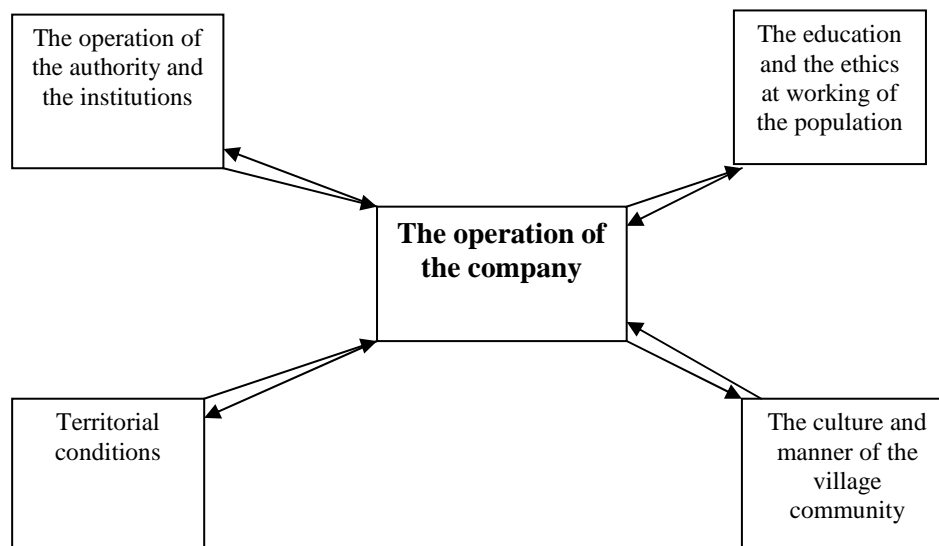 The operation of
the authority and
the institutions
The education
and the ethics
at working of
the population
The operation of
the company
Territorial
conditions
The culture and
manner of the
village
community